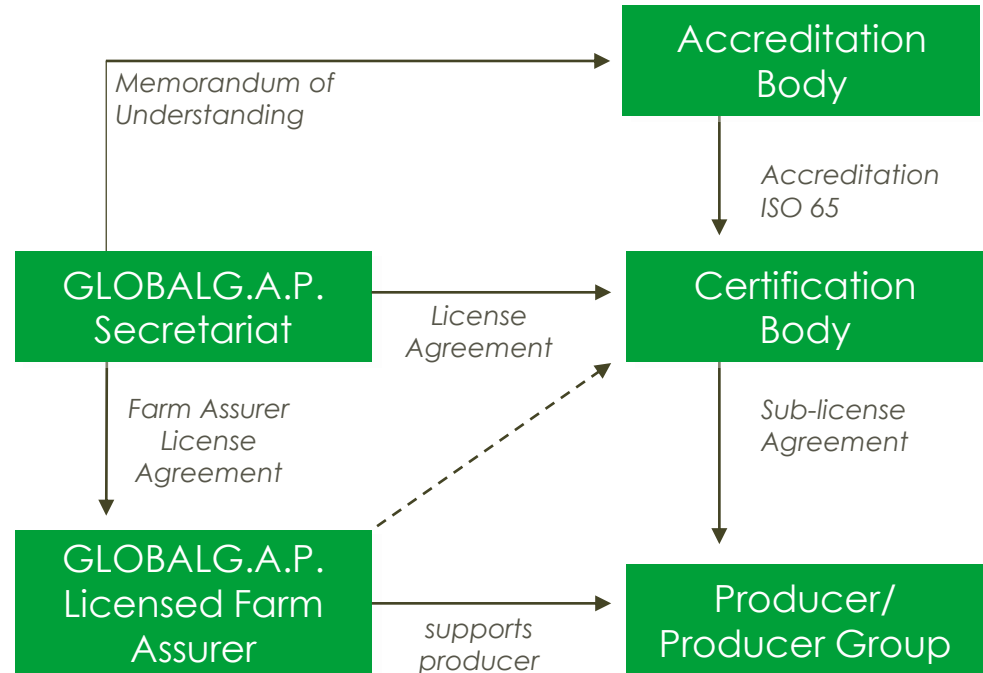 Accreditation
Body
Memorandum of
Understanding
Accreditation
ISO 65
GLOBALG.A.P.
Secretariat
License
Agreement
Certification
Body
Farm Assurer
License
Agreement
Sub-license
Agreement
GLOBALG.A.P.
Licensed Farm
Assurer
supports
producer
Producer/
Producer Group